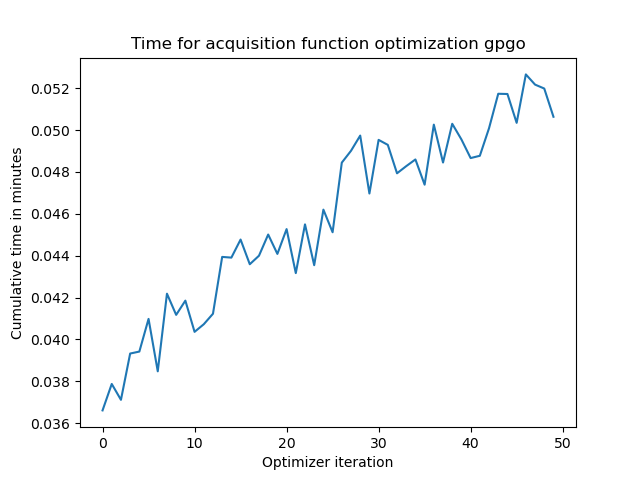 Time for acquisition function optimization gpgo
Cumulative time in minutes
0.052
0.050
0.048
0.046
0.044
0.042
0.040
0.038
0.036
0 10 20 30 40 50
Optimizer iteration